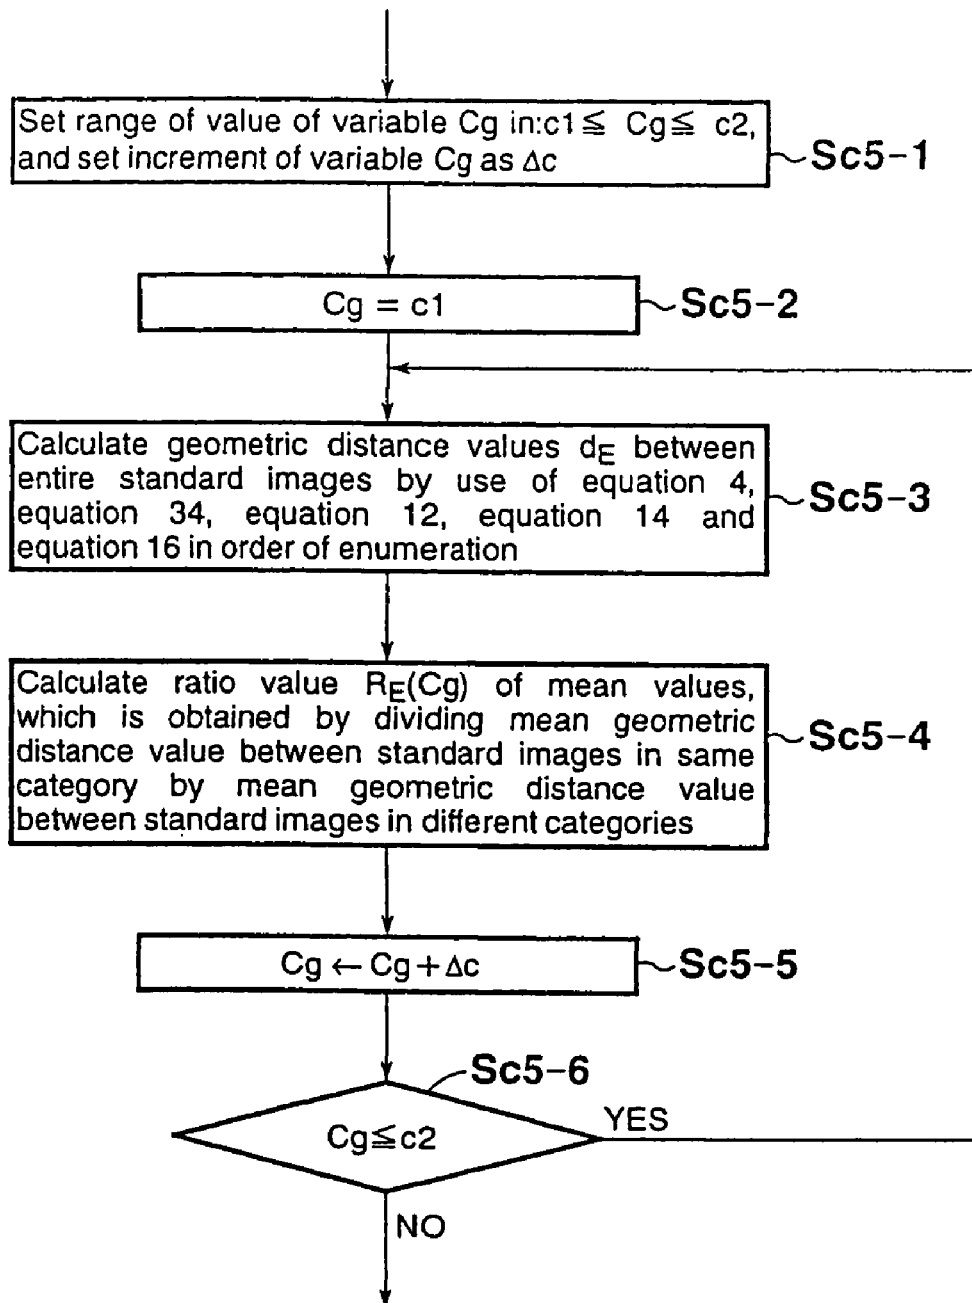 Set range of value of variable Cg in:c1≦ Cg≦ c2,
and set increment of variable Cg as Δc
Sc5-1
Cg = c1
Sc5-2
Calculate geometric distance values dE between
entire standard images by use of equation 4,
equation 34, equation 12, equation 14 and
equation 16 in order of enumeration
Sc5-3
Calculate ratio value RE(Cg) of mean values,
which is obtained by dividing mean geometric
distance value between standard images in same
category by mean geometric distance value
between standard images in different categories
Sc5-4
Cg ← Cg + Δc
Sc5-5
Sc5-6
Cg≦c2
YES
NO